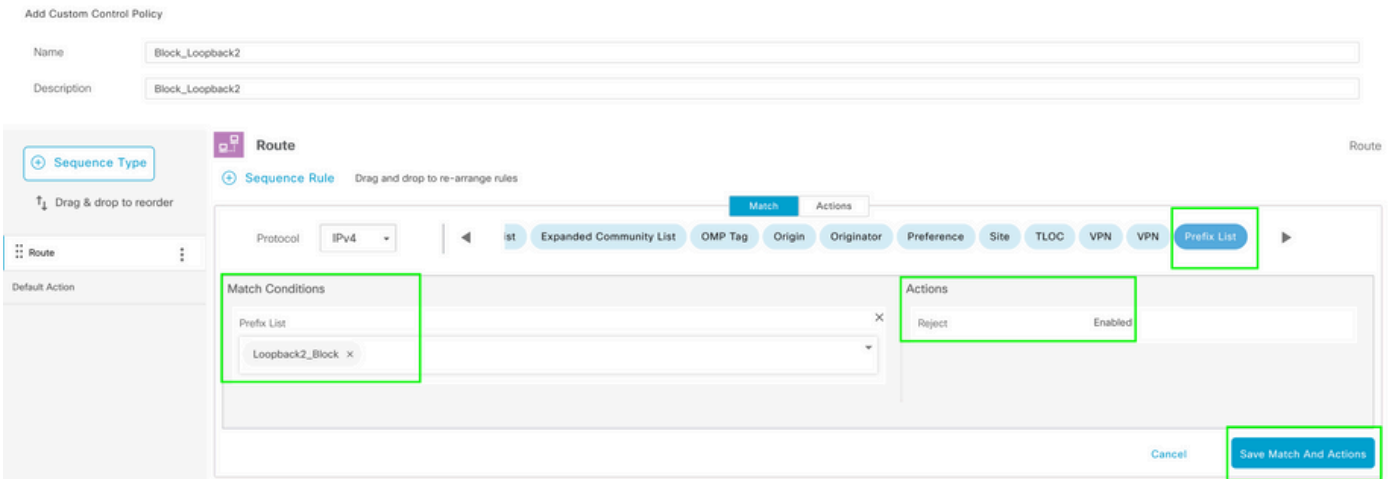 Add Custom Control Policy
Name
Block_Loopback2
Description
Block_Loopback2
Sequence Type
Drag & drop to reorder
Route
Default Action
Route
Route
Sequence Rule
Drag and drop to re-arrange rules
Match
Actions
Protocol
IPv4
ist
Expanded Community List
OMP Tag
Origin
Originator
Preference
Site
TLOC
VPN
VPN
Prefix List
Match Conditions
Prefix List
Loopback2_Block
Actions
Reject
Enabled
Cancel
Save Match And Actions